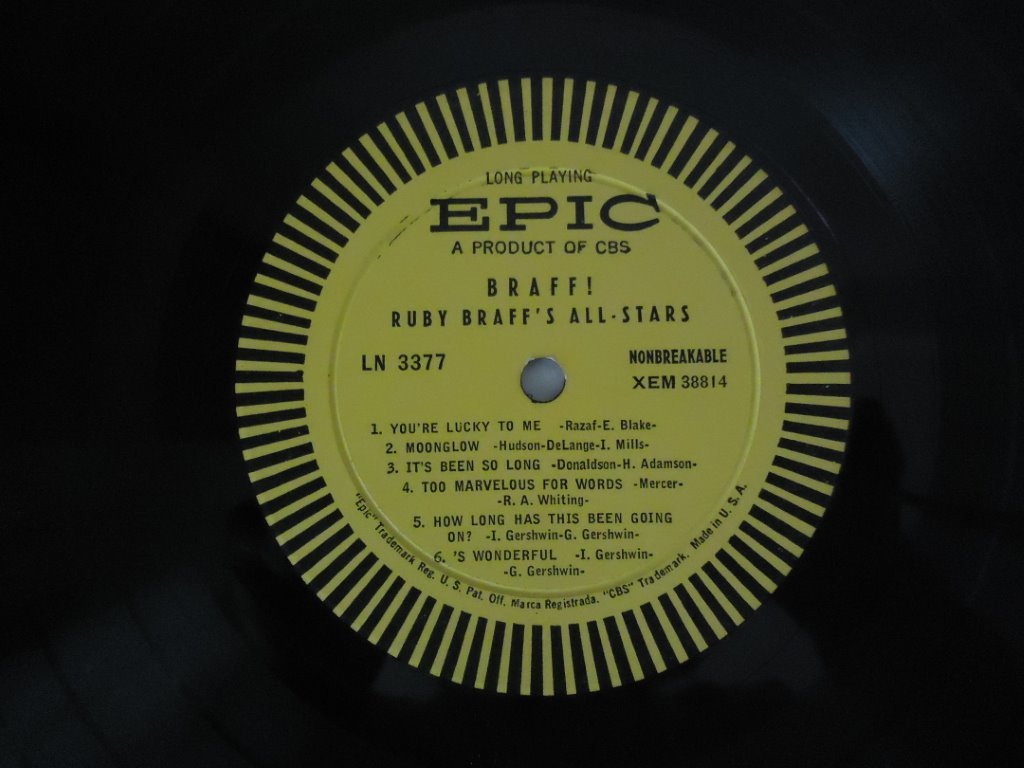 LONG PLAYING
EPIC
A PRODUCT OF CBS
BRAFF!
RUBY BRAFF'S ALL-STARS
LN 3377
NONBREAKABLE
XEM 38814
1. YOU'RE LUCKY TO ME -Razaf-E. Blake-
2. MOONGLOW -Hudson-DeLange-I. Mills-
3. IT'S BEEN SO LONG -Donaldson-H. Adamson-
4. TOO MARVELOUS FOR WORDS -Mercer-
-R. A. Whiting-
5. HOW LONG HAS THIS BEEN GOING
ON? -I. Gershwin-G. Gershwin-
6. 'S WONDERFUL -I. Gershwin-
-G. Gershwin-
"Epic" Trademark Reg. U. S. Pat. Off. Marca Registrada. "CBS" Trademark. Made in U. S. A.